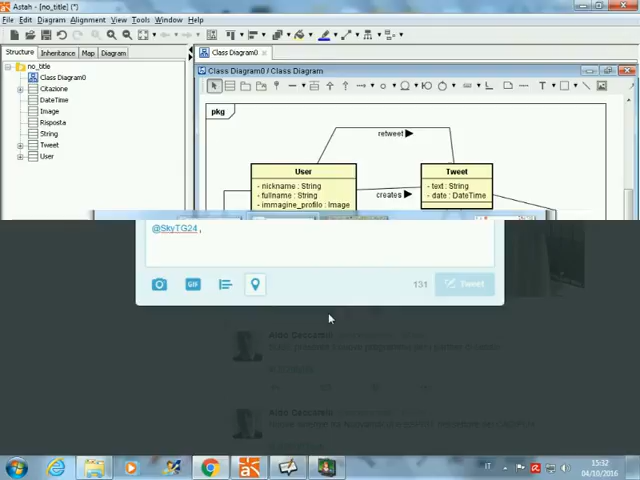 Astah - [no_title] (*)
File Edit Diagram Alignment View Tools Window Help
Structure Inheritance Map Diagram
Class Diagram0
no_title
Class Diagram0
Citazione
DateTime
Image
Risposta
String
Tweet
User
Class Diagram0 / Class Diagram
pkg
retweet
User
- nickname : String
- fullname : String
- immagine_profilo : Image
creates
Tweet
- text : String
- date : DateTime
@SkyTG24 ,
GIF
131
Tweet
IT
15:32
04/10/2016